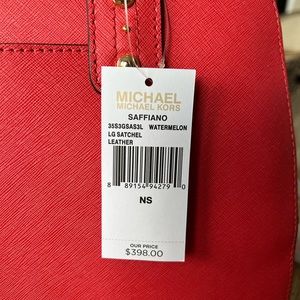 MICHAEL
MICHAEL KORS
SAFFIANO
35S3GSAS3L WATERMELON
LG SATCHEL
LEATHER
8 89154 94279 0
NS
OUR PRICE
$398.00